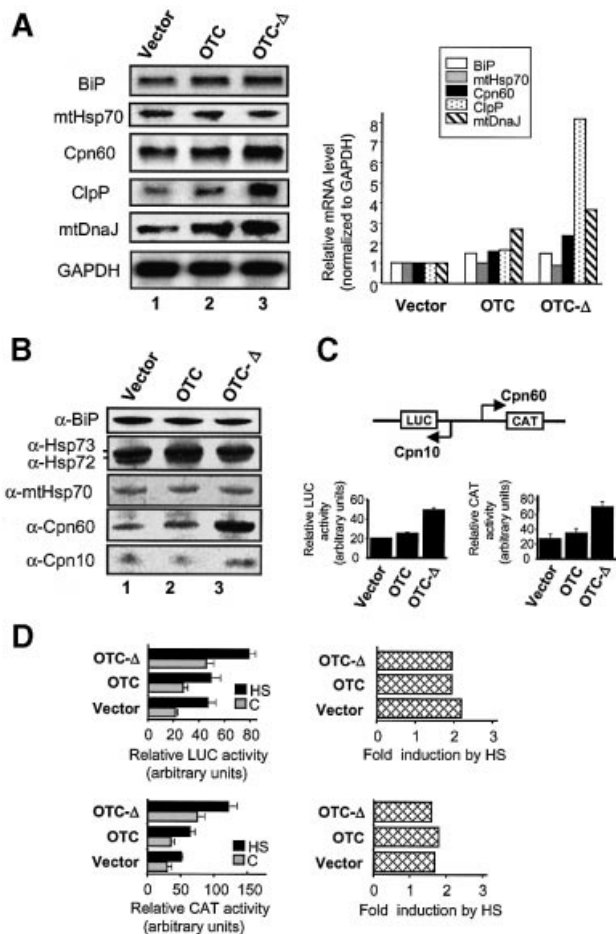 A
Vector
OTC
OTC-Δ
BiP
mtHsp70
Cpn60
ClpP
mtDnaJ
GAPDH
1 2 3
BiP
mtHsp70
Cpn60
ClpP
mtDnaJ
Relative mRNA level
(normalized to GAPDH)
8
7
6
5
4
3
2
1
0
Vector OTC OTC-Δ
B
Vector
OTC
OTC-Δ
α-BiP
α-Hsp73
α-Hsp72
α-mtHsp70
α-Cpn60
α-Cpn10
1 2 3
C
Cpn60
LUC
CAT
Cpn10
Relative LUC
activity
(arbitrary units)
60
40
20
Vector
OTC
OTC-Δ
Relative CAT
activity
(arbitrary units)
80
60
40
20
Vector
OTC
OTC-Δ
D
OTC-Δ
OTC
Vector
HS
C
0 20 40 60 80
Relative LUC activity
(arbitrary units)
OTC-Δ
OTC
Vector
0 1 2 3
Fold induction by HS
OTC-Δ
OTC
Vector
HS
C
0 50 100 150
Relative CAT activity
(arbitrary units)
OTC-Δ
OTC
Vector
0 1 2 3
Fold induction by HS